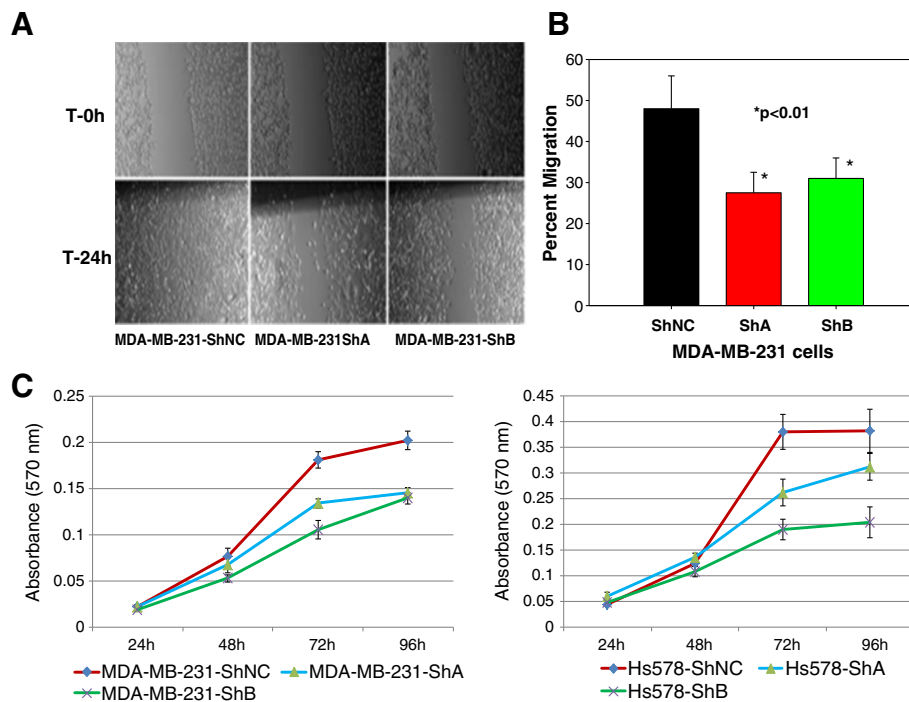 A
T-0h
T-24h
MDA-MB-231-ShNC MDA-MB-231ShA MDA-MB-231-ShB
B
Percent Migration
60
50
40
30
20
10
0
*p<0.01
*
*
ShNC ShA ShB
MDA-MB-231 cells
C
Absorbance (570 nm)
0.25
0.2
0.15
0.1
0.05
0
24h 48h 72h 96h
MDA-MB-231-ShNC MDA-MB-231-ShA
MDA-MB-231-ShB
Absorbance (570 nm)
0.45
0.4
0.35
0.3
0.25
0.2
0.15
0.1
0.05
0
24h 48h 72h 96h
Hs578-ShNC Hs578-ShA
Hs578-ShB